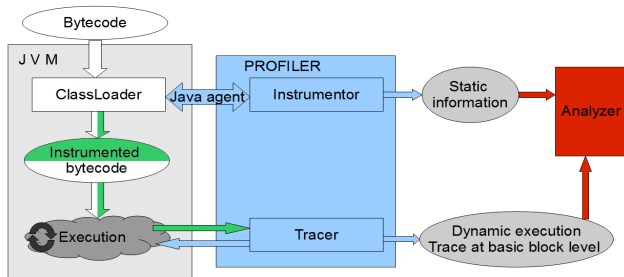 Bytecode
J V M
PROFILER
ClassLoader
Java agent
Instrumentor
Static
information
Analyzer
Instrumented
bytecode
Execution
Tracer
Dynamic execution
Trace at basic block level